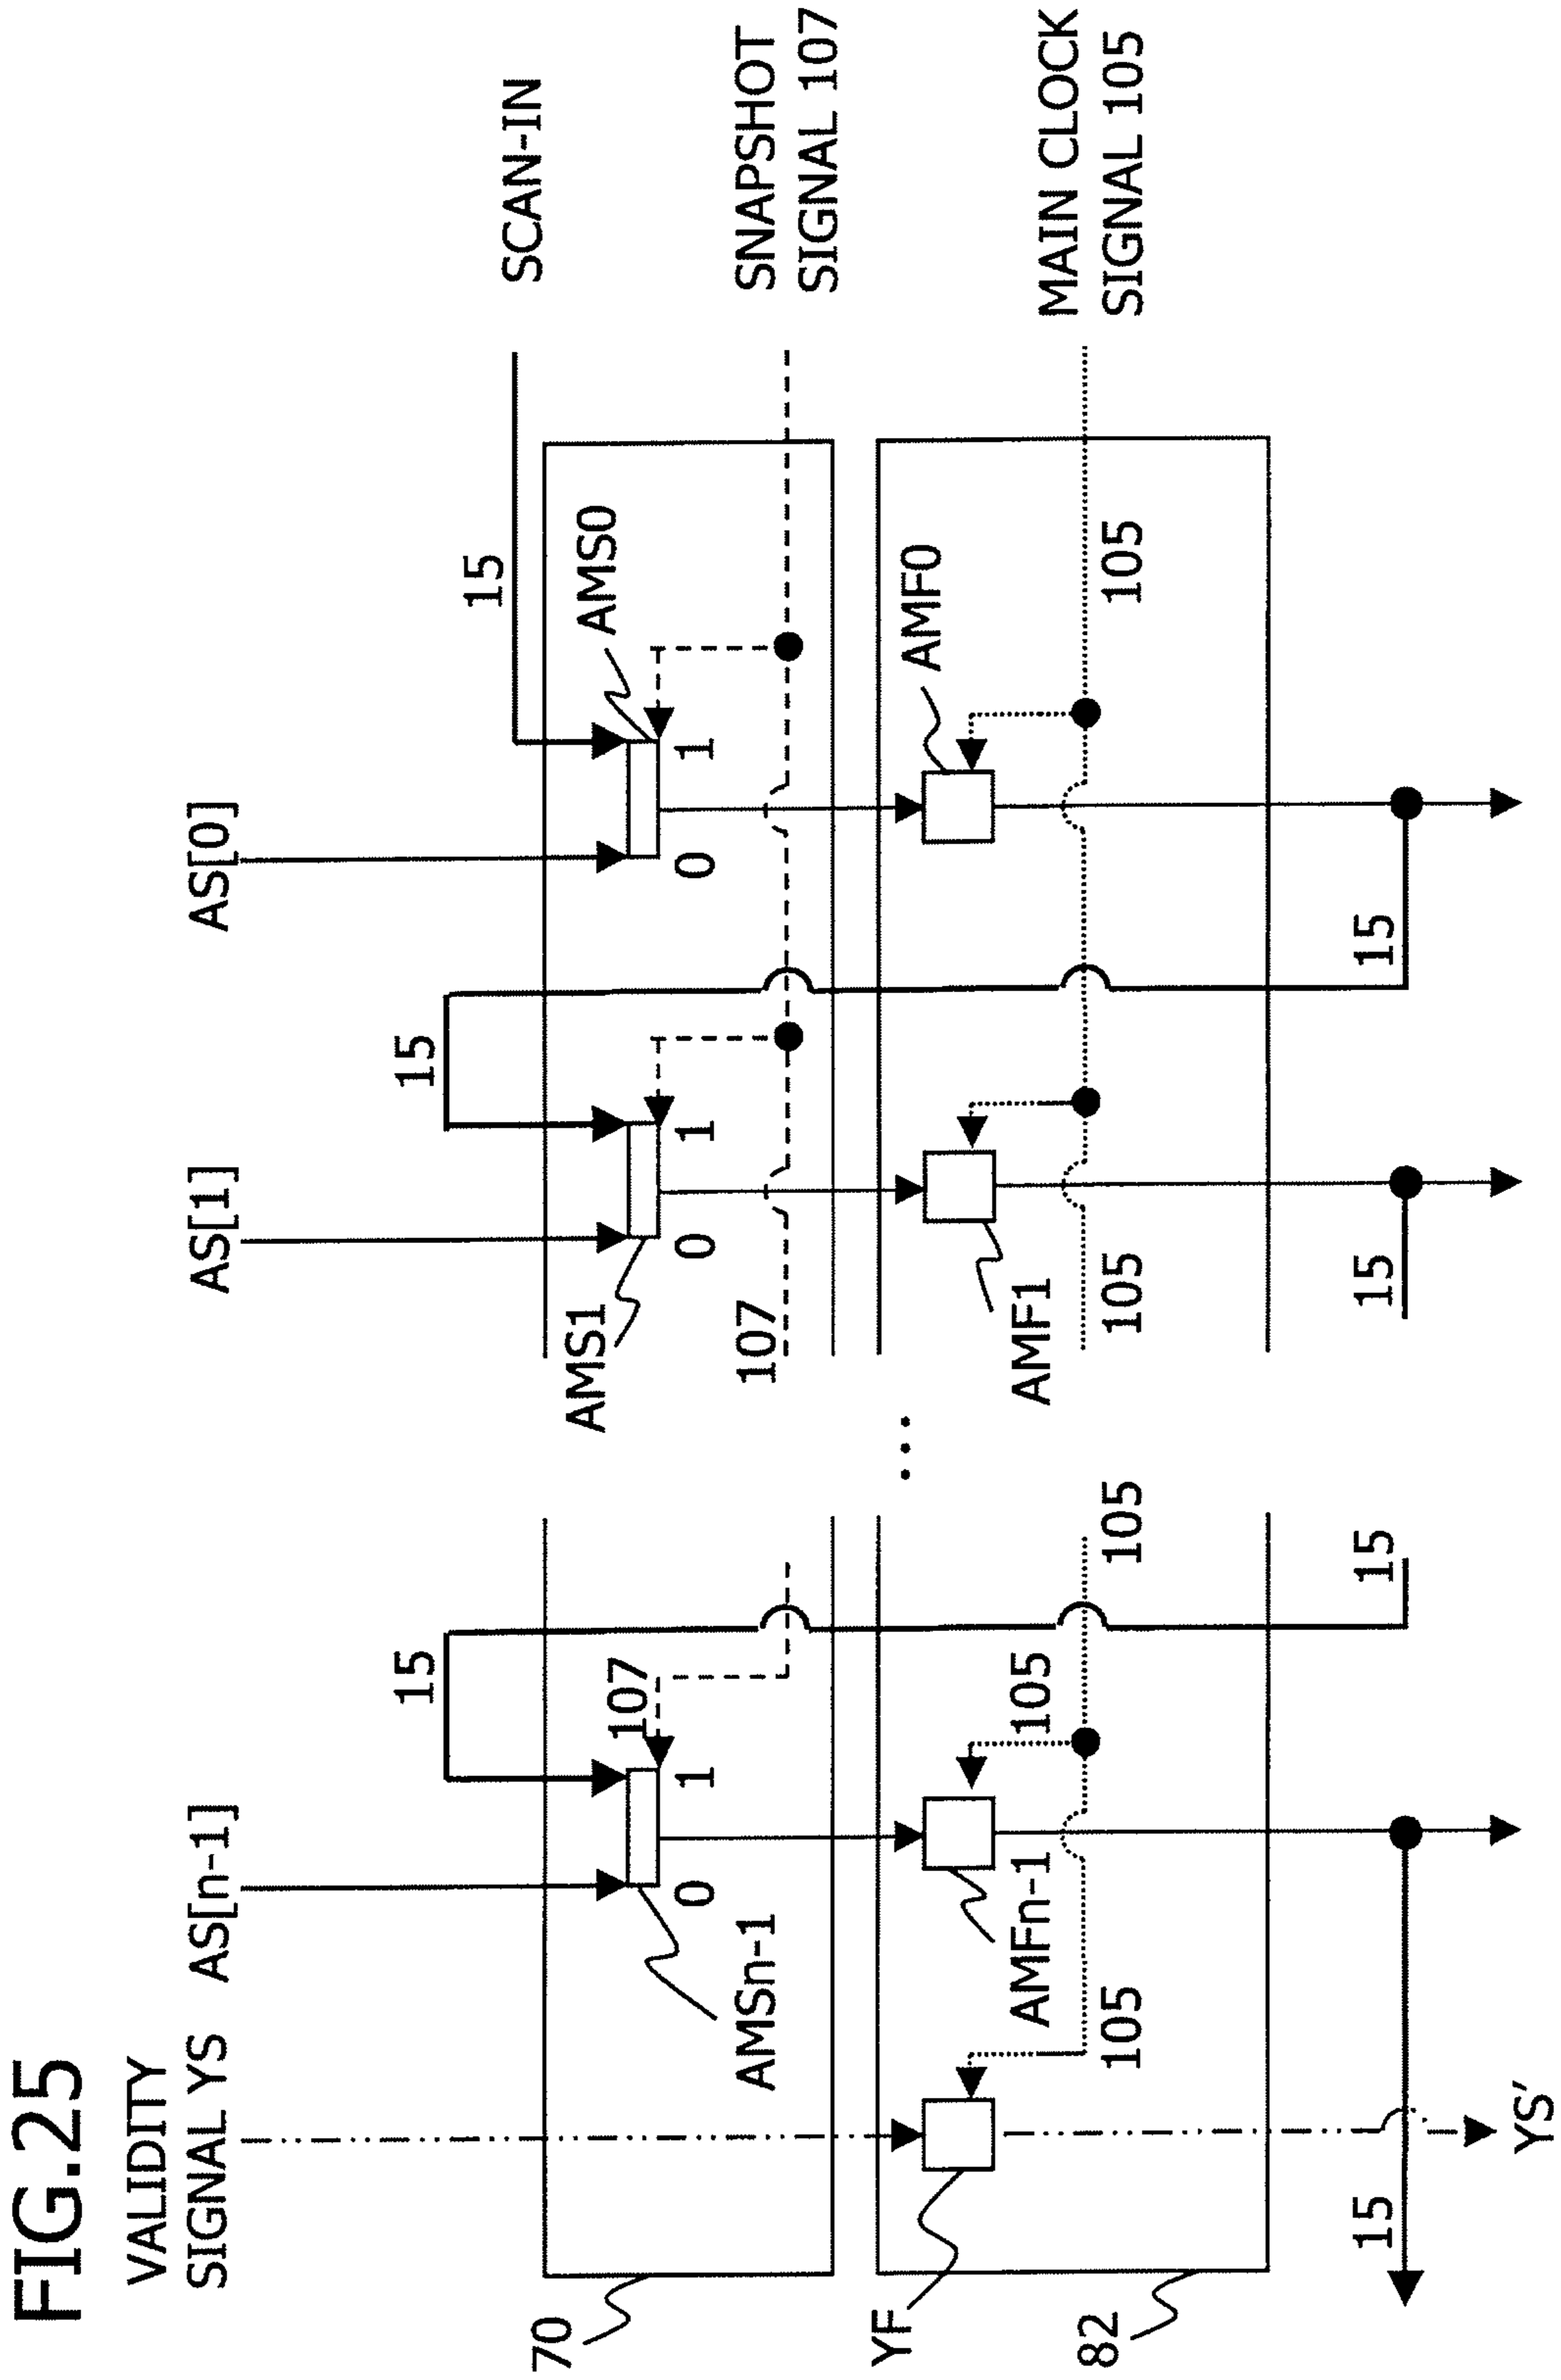 FIG.25
VALIDITY
SIGNAL YS
AS[n-1]
AS[1]
AS[0]
SCAN-IN
15
15
15
70
AMSn-1
0
1
107
AMS1
0
1
107
AMS0
0
1
SNAPSHOT
SIGNAL 107
YF
82
105
AMFn-1
105
105
...
AMF1
105
AMF0
105
MAIN CLOCK
SIGNAL 105
15
15
15
15
YS'